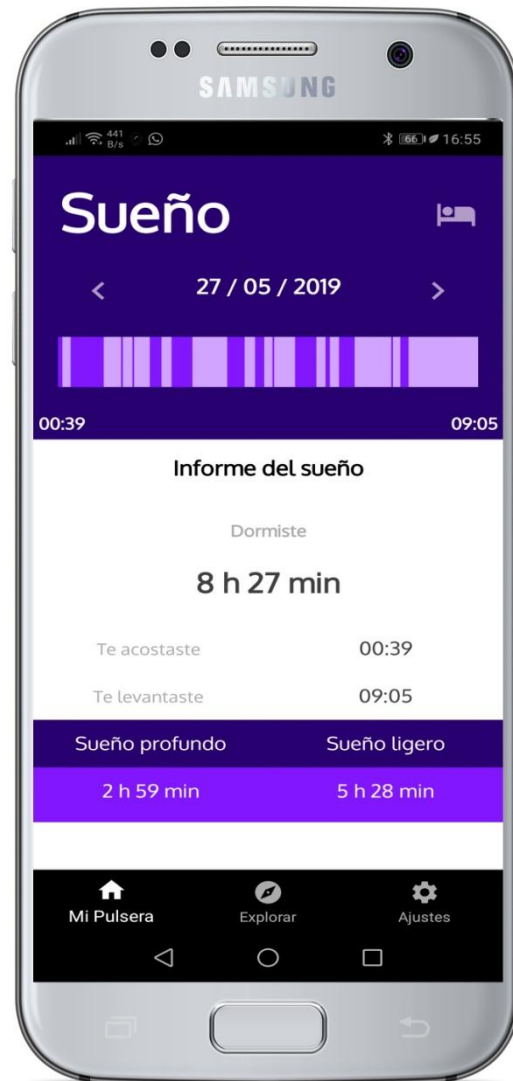 SAMSUNG
441
B/s
66
16:55
Sueño
27 / 05 / 2019
00:39
09:05
Informe del sueño
Dormiste
8 h 27 min
Te acostaste 00:39
Te levantaste 09:05
Sueño profundo Sueño ligero
2 h 59 min 5 h 28 min
Mi Pulsera Explorar Ajustes